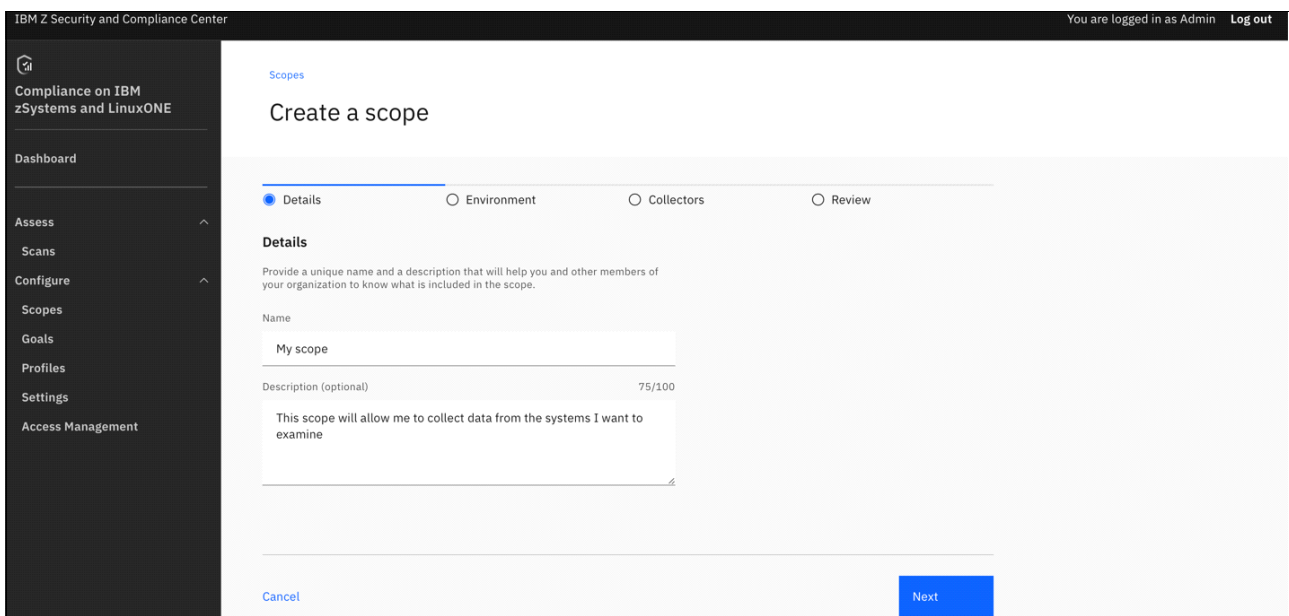 IBM Z Security and Compliance Center
You are logged in as Admin Log out
Compliance on IBM
zSystems and LinuxONE
Dashboard
Assess
Scans
Configure
Scopes
Goals
Profiles
Settings
Access Management
Scopes
Create a scope
Details Environment Collectors Review
Details
Provide a unique name and a description that will help you and other members of
your organization to know what is included in the scope.
Name
My scope
Description (optional) 75/100
This scope will allow me to collect data from the systems I want to
examine
Cancel Next